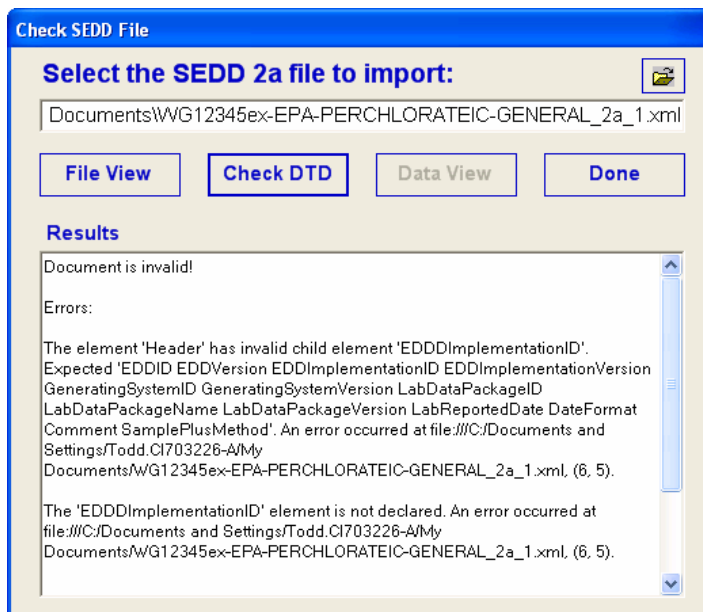 Check SEDD File
Select the SEDD 2a file to import:
Documents\WG12345ex-EPA-PERCHLORATEIC-GENERAL_2a_1.xml
File View
Check DTD
Data View
Done
Results
Document is invalid!
Errors:
The element 'Header' has invalid child element 'EDDDImplementationID'.
Expected 'EDDID EDDVersion EDDImplementationID EDDImplementationVersion
GeneratingSystemID GeneratingSystemVersion LabDataPackageID
LabDataPackageName LabDataPackageVersion LabReportedDate DateFormat
Comment SamplePlusMethod'. An error occurred at file:///C:/Documents and
Settings/Todd.CI703226-A/My
Documents/WG12345ex-EPA-PERCHLORATEIC-GENERAL_2a_1.xml, (6, 5).
The 'EDDDImplementationID' element is not declared. An error occurred at
file:///C:/Documents and Settings/Todd.CI703226-A/My
Documents/WG12345ex-EPA-PERCHLORATEIC-GENERAL_2a_1.xml, (6, 5).